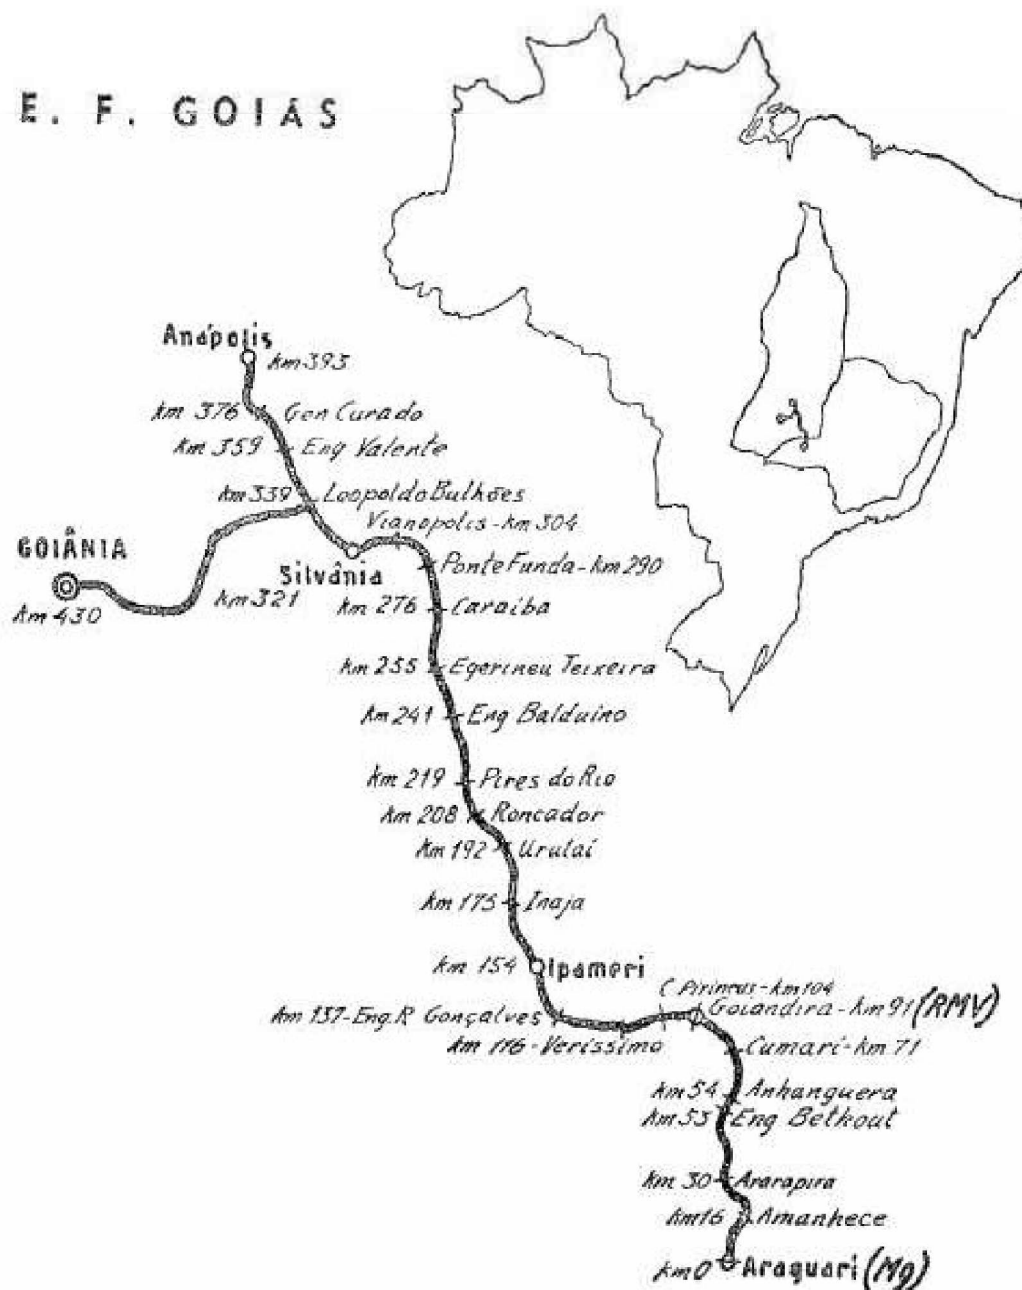 E. F. GOIÁS
Anápolis
km 393
km 376 Gen Curado
km 359 Eng Valente
km 339 Leopoldo Bulhões
Vianopolis - km 304
GOIÂNIA
km 430
km 321
Silvânia
Ponte Funda - km 290
km 276 Caraiba
km 255 Egerineu Teixeira
km 241 Eng Balduino
km 219 Pires do Rio
km 208 Roncador
km 192 Urutaí
km 175 Inaja
km 154 Ipameri
C. Pirineus - km 104
Goiandira - km 91 (RMV)
km 137 - Eng. R Gonçalves
km 116 - Veríssimo
Cumari - km 71
km 54 Anhanguera
km 53 Eng Bethout
km 30 Ararapira
km 16 Amanhece
km 0 Araguari (Mg)